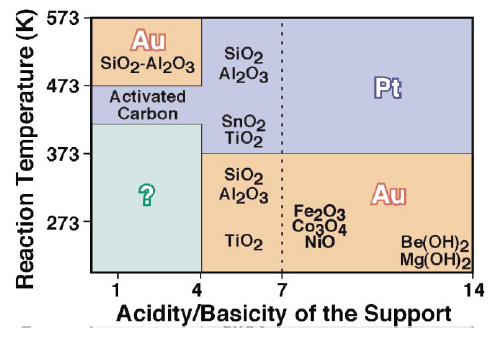 Reaction Temperature (K)
573
473
373
273
Au
SiO2-Al2O3
Activated
Carbon
?
SiO2
Al2O3
SnO2
TiO2
Pt
SiO2
Al2O3
TiO2
Au
Fe2O3
Co3O4
NiO
Be(OH)2
Mg(OH)2
1 4 7 14
Acidity/Basicity of the Support